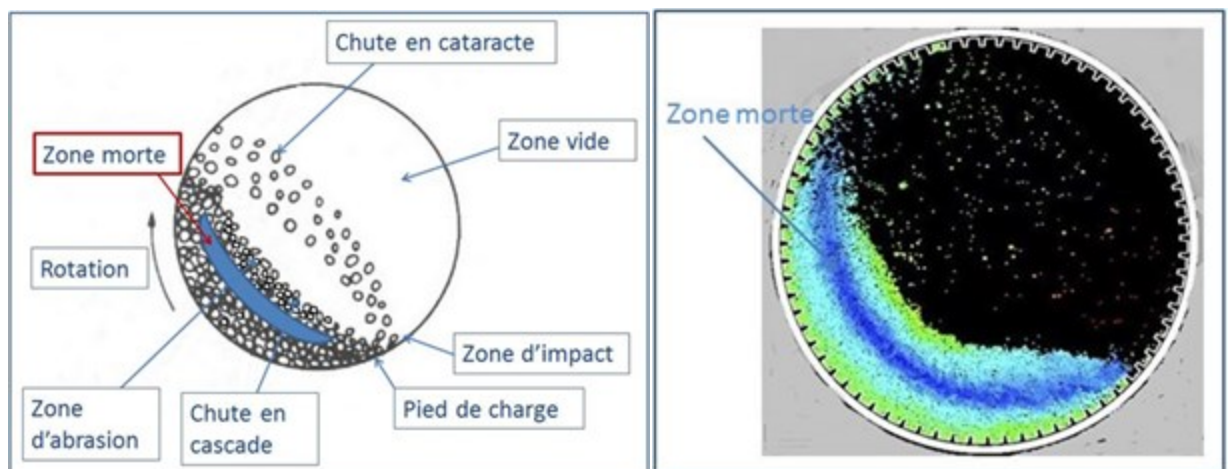 Chute en cataracte
Zone morte
Zone vide
Rotation
Zone d'impact
Zone
d'abrasion
Chute en
cascade
Pied de charge
Zone morte